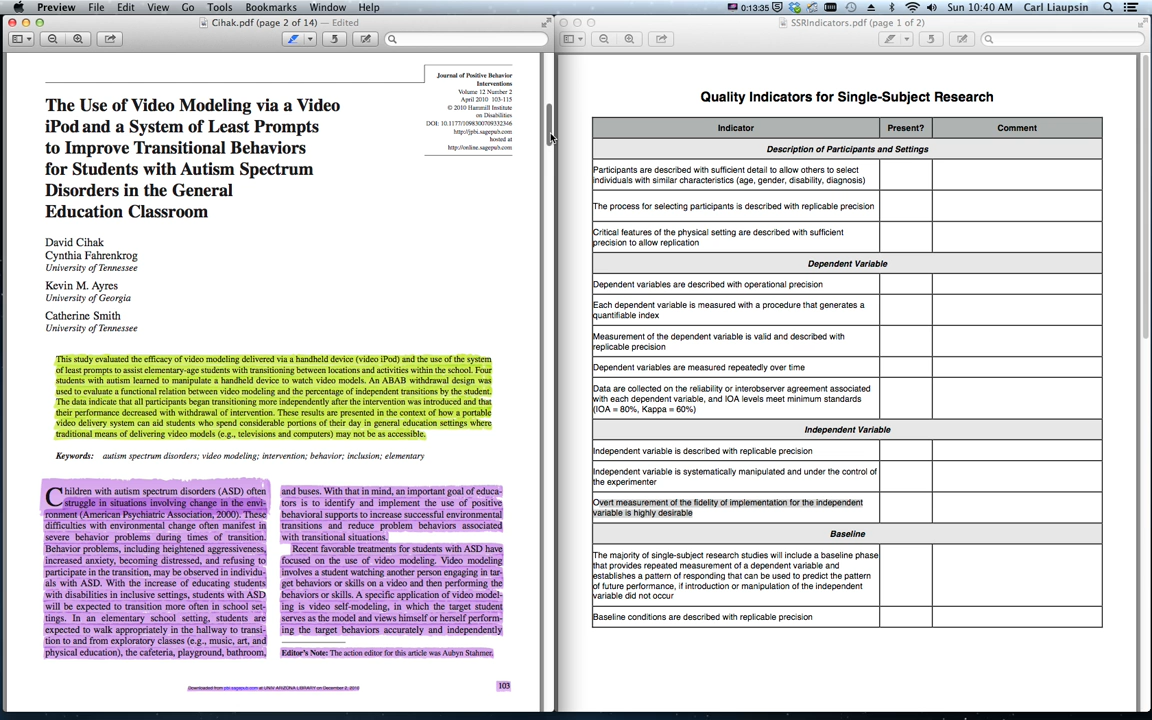 Preview File Edit View Go Tools Bookmarks Window Help 0:13:35 Sun 10:40 AM Carl Liaupsin
Cihak.pdf (page 2 of 14) — Edited
SSRIndicators.pdf (page 1 of 2)
Journal of Positive Behavior
Interventions
Volume 12 Number 2
April 2010 103-115
© 2010 Hammill Institute
on Disabilities
DOI: 10.1177/1098300709332346
http://jpbi.sagepub.com
hosted at
http://online.sagepub.com
The Use of Video Modeling via a Video
iPod and a System of Least Prompts
to Improve Transitional Behaviors
for Students with Autism Spectrum
Disorders in the General
Education Classroom
David Cihak
Cynthia Fahrenkrog
University of Tennessee
Kevin M. Ayres
University of Georgia
Catherine Smith
University of Tennessee
This study evaluated the efficacy of video modeling delivered via a handheld device (video iPod) and the use of the system
of least prompts to assist elementary-age students with transitioning between locations and activities within the school. Four
students with autism learned to manipulate a handheld device to watch video models. An ABAB withdrawal design was
used to evaluate a functional relation between video modeling and the percentage of independent transitions by the student.
The data indicate that all participants began transitioning more independently after the intervention was introduced and that
their performance decreased with withdrawal of intervention. These results are presented in the context of how a portable
video delivery system can aid students who spend considerable portions of their day in general education settings where
traditional means of delivering video models (e.g., televisions and computers) may not be as accessible.
Keywords: autism spectrum disorders; video modeling; intervention; behavior; inclusion; elementary
Children with autism spectrum disorders (ASD) often
struggle in situations involving change in the envi-
ronment (American Psychiatric Association, 2000). These
difficulties with environmental change often manifest in
severe behavior problems during times of transition.
Behavior problems, including heightened aggressiveness,
increased anxiety, becoming distressed, and refusing to
participate in the transition, may be observed in individu-
als with ASD. With the increase of educating students
with disabilities in inclusive settings, students with ASD
will be expected to transition more often in school set-
tings. In an elementary school setting, students are
expected to walk appropriately in the hallway to transi-
tion to and from exploratory classes (e.g., music, art, and
physical education), the cafeteria, playground, bathroom,
and buses. With that in mind, an important goal of educa-
tors is to identify and implement the use of positive
behavioral supports to increase successful environmental
transitions and reduce problem behaviors associated
with transitional situations.
Recent favorable treatments for students with ASD have
focused on the use of video modeling. Video modeling
involves a student watching another person engaging in tar-
get behaviors or skills on a video and then performing the
behaviors or skills. A specific application of video model-
ing is video self-modeling, in which the target student
serves as the model and views himself or herself perform-
ing the target behaviors accurately and independently
Editor's Note: The action editor for this article was Aubyn Stahmer.
Downloaded from jpbi.sagepub.com at UNIV ARIZONA LIBRARY on December 2, 2010
103
Quality Indicators for Single-Subject Research
Indicator Present? Comment
Description of Participants and Settings
Participants are described with sufficient detail to allow others to select
individuals with similar characteristics (age, gender, disability, diagnosis)
The process for selecting participants is described with replicable precision
Critical features of the physical setting are described with sufficient
precision to allow replication
Dependent Variable
Dependent variables are described with operational precision
Each dependent variable is measured with a procedure that generates a
quantifiable index
Measurement of the dependent variable is valid and described with
replicable precision
Dependent variables are measured repeatedly over time
Data are collected on the reliability or interobserver agreement associated
with each dependent variable, and IOA levels meet minimum standards
(IOA = 80%, Kappa = 60%)
Independent Variable
Independent variable is described with replicable precision
Independent variable is systematically manipulated and under the control of
the experimenter
Overt measurement of the fidelity of implementation for the independent
variable is highly desirable
Baseline
The majority of single-subject research studies will include a baseline phase
that provides repeated measurement of a dependent variable and
establishes a pattern of responding that can be used to predict the pattern
of future performance, if introduction or manipulation of the independent
variable did not occur
Baseline conditions are described with replicable precision